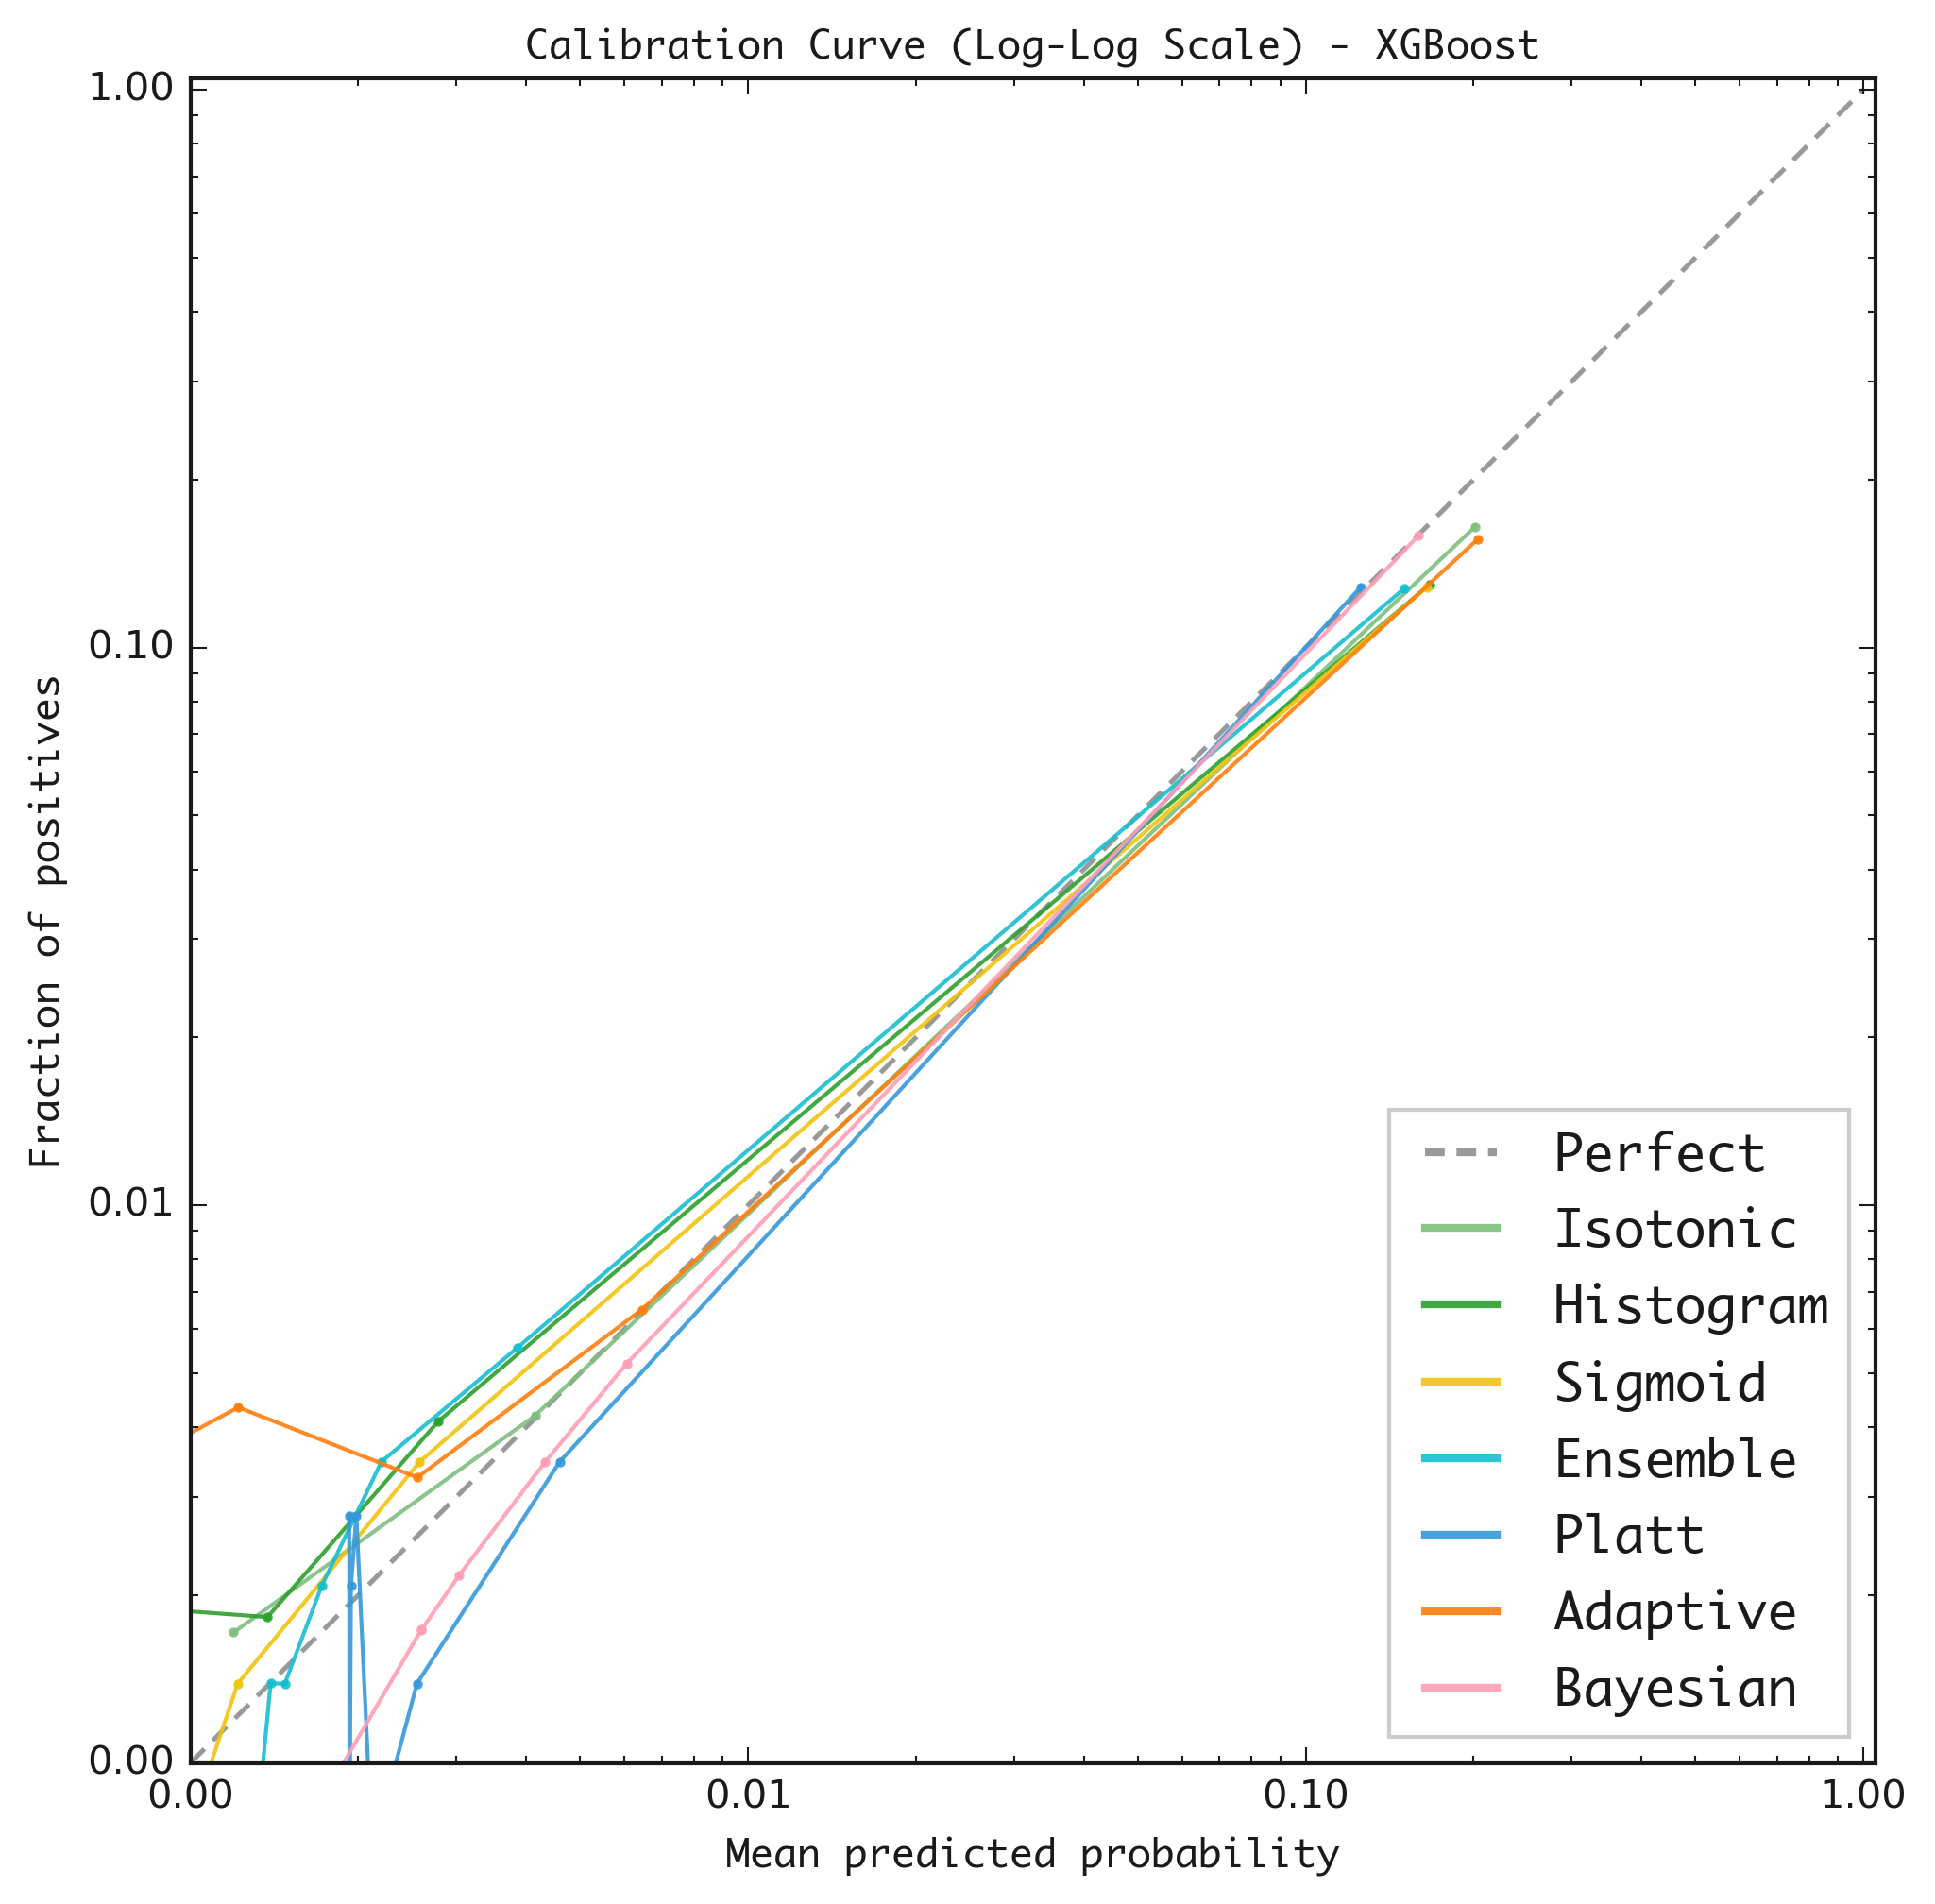 Calibration Curve (Log-Log Scale) - XGBoost
1.00
0.10
0.01
0.00
Fraction of positives
0.00 0.01 0.10 1.00
Mean predicted probability
Perfect
Isotonic
Histogram
Sigmoid
Ensemble
Platt
Adaptive
Bayesian